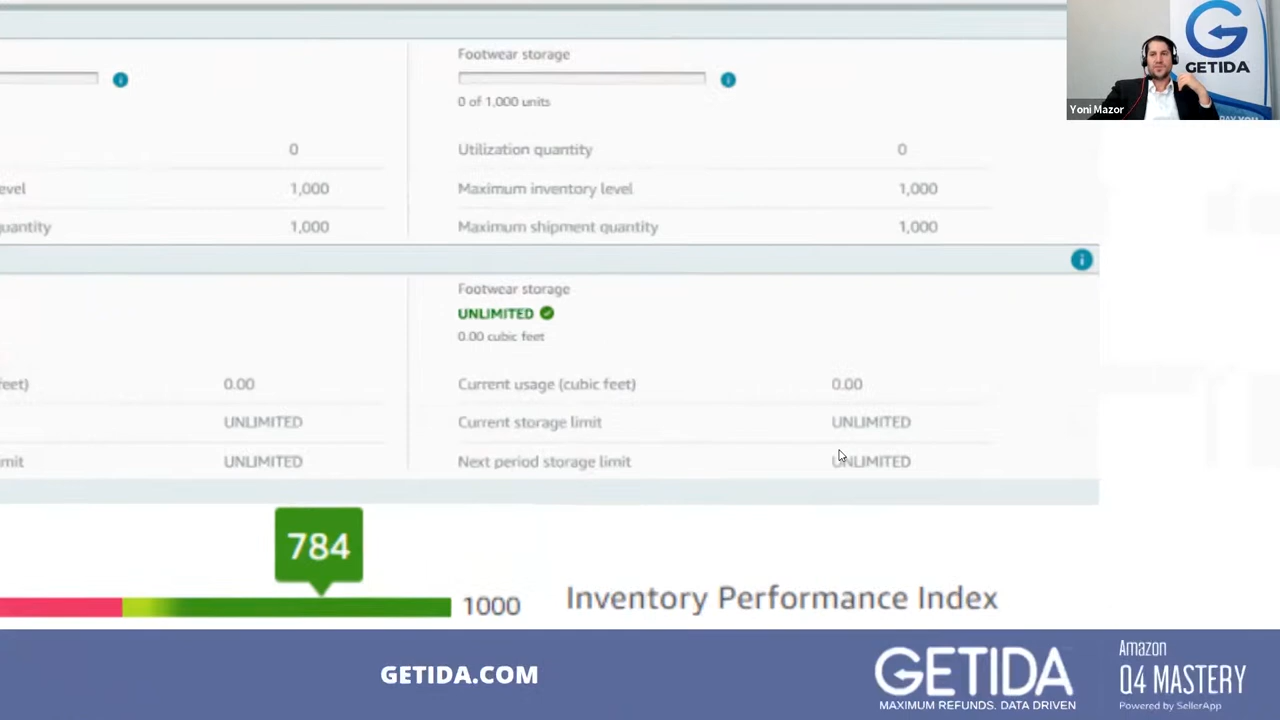 Footwear storage
0 of 1,000 units
0
Utilization quantity 0
evel 1,000
Maximum inventory level 1,000
uantity 1,000
Maximum shipment quantity 1,000
Footwear storage
UNLIMITED
0.00 cubic feet
eet) 0.00
Current usage (cubic feet) 0.00
UNLIMITED
Current storage limit UNLIMITED
mit UNLIMITED
Next period storage limit UNLIMITED
784
1000
Inventory Performance Index
GETIDA.COM
GETIDA
MAXIMUM REFUNDS. DATA DRIVEN
Amazon
Q4 MASTERY
Powered by SellerApp
GETIDA
Yoni Mazor
PAY YOU